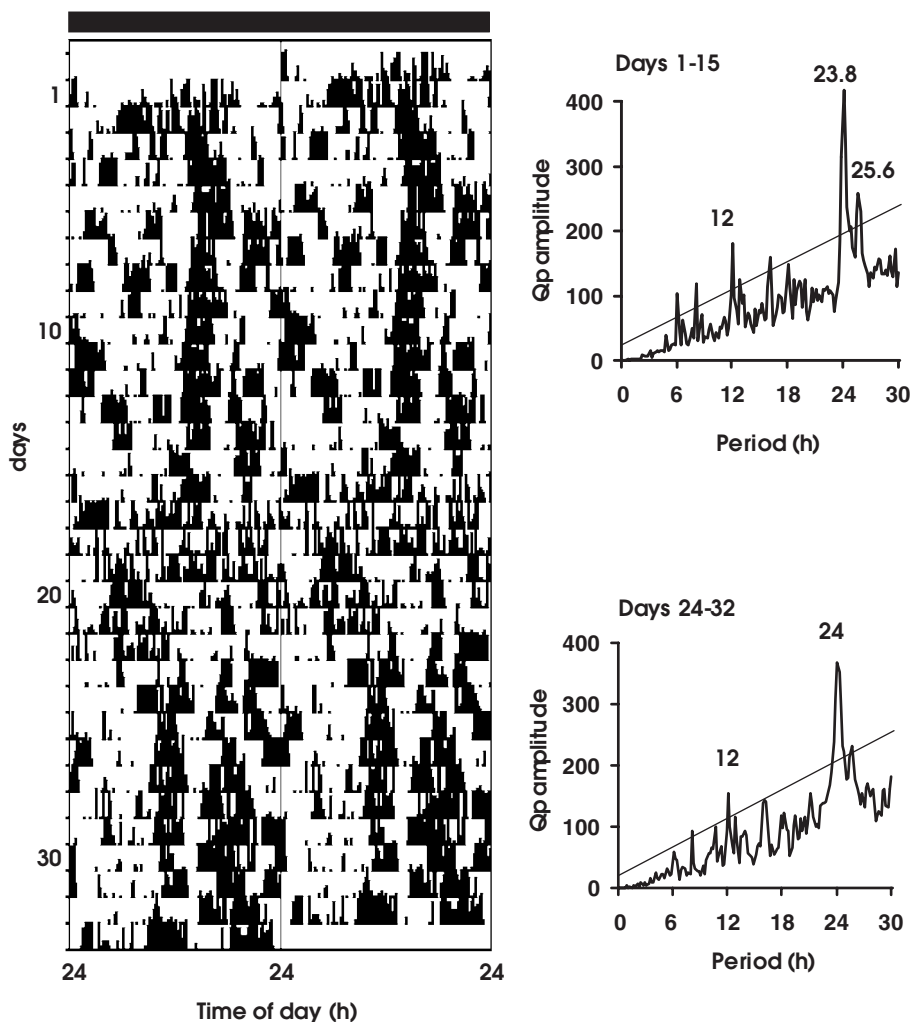 1
10
20
30
days
24 24 24
Time of day (h)
Days 1-15
23.8
25.6
12
400
300
200
100
0
Qp amplitude
0 6 12 18 24 30
Period (h)
Days 24-32
24
12
400
300
200
100
0
Qp amplitude
0 6 12 18 24 30
Period (h)